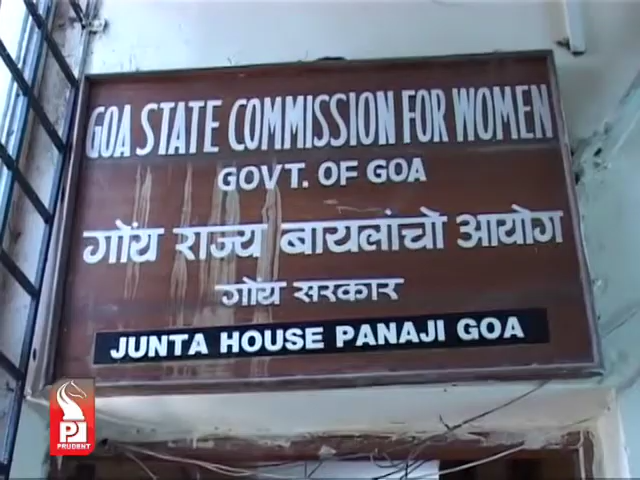 GOA STATE COMMISSION FOR WOMEN
GOVT. OF GOA
गोंय राज्य बायलांचो आयोग
गोंय सरकार
JUNTA HOUSE PANAJI GOA
P
PRUDENT